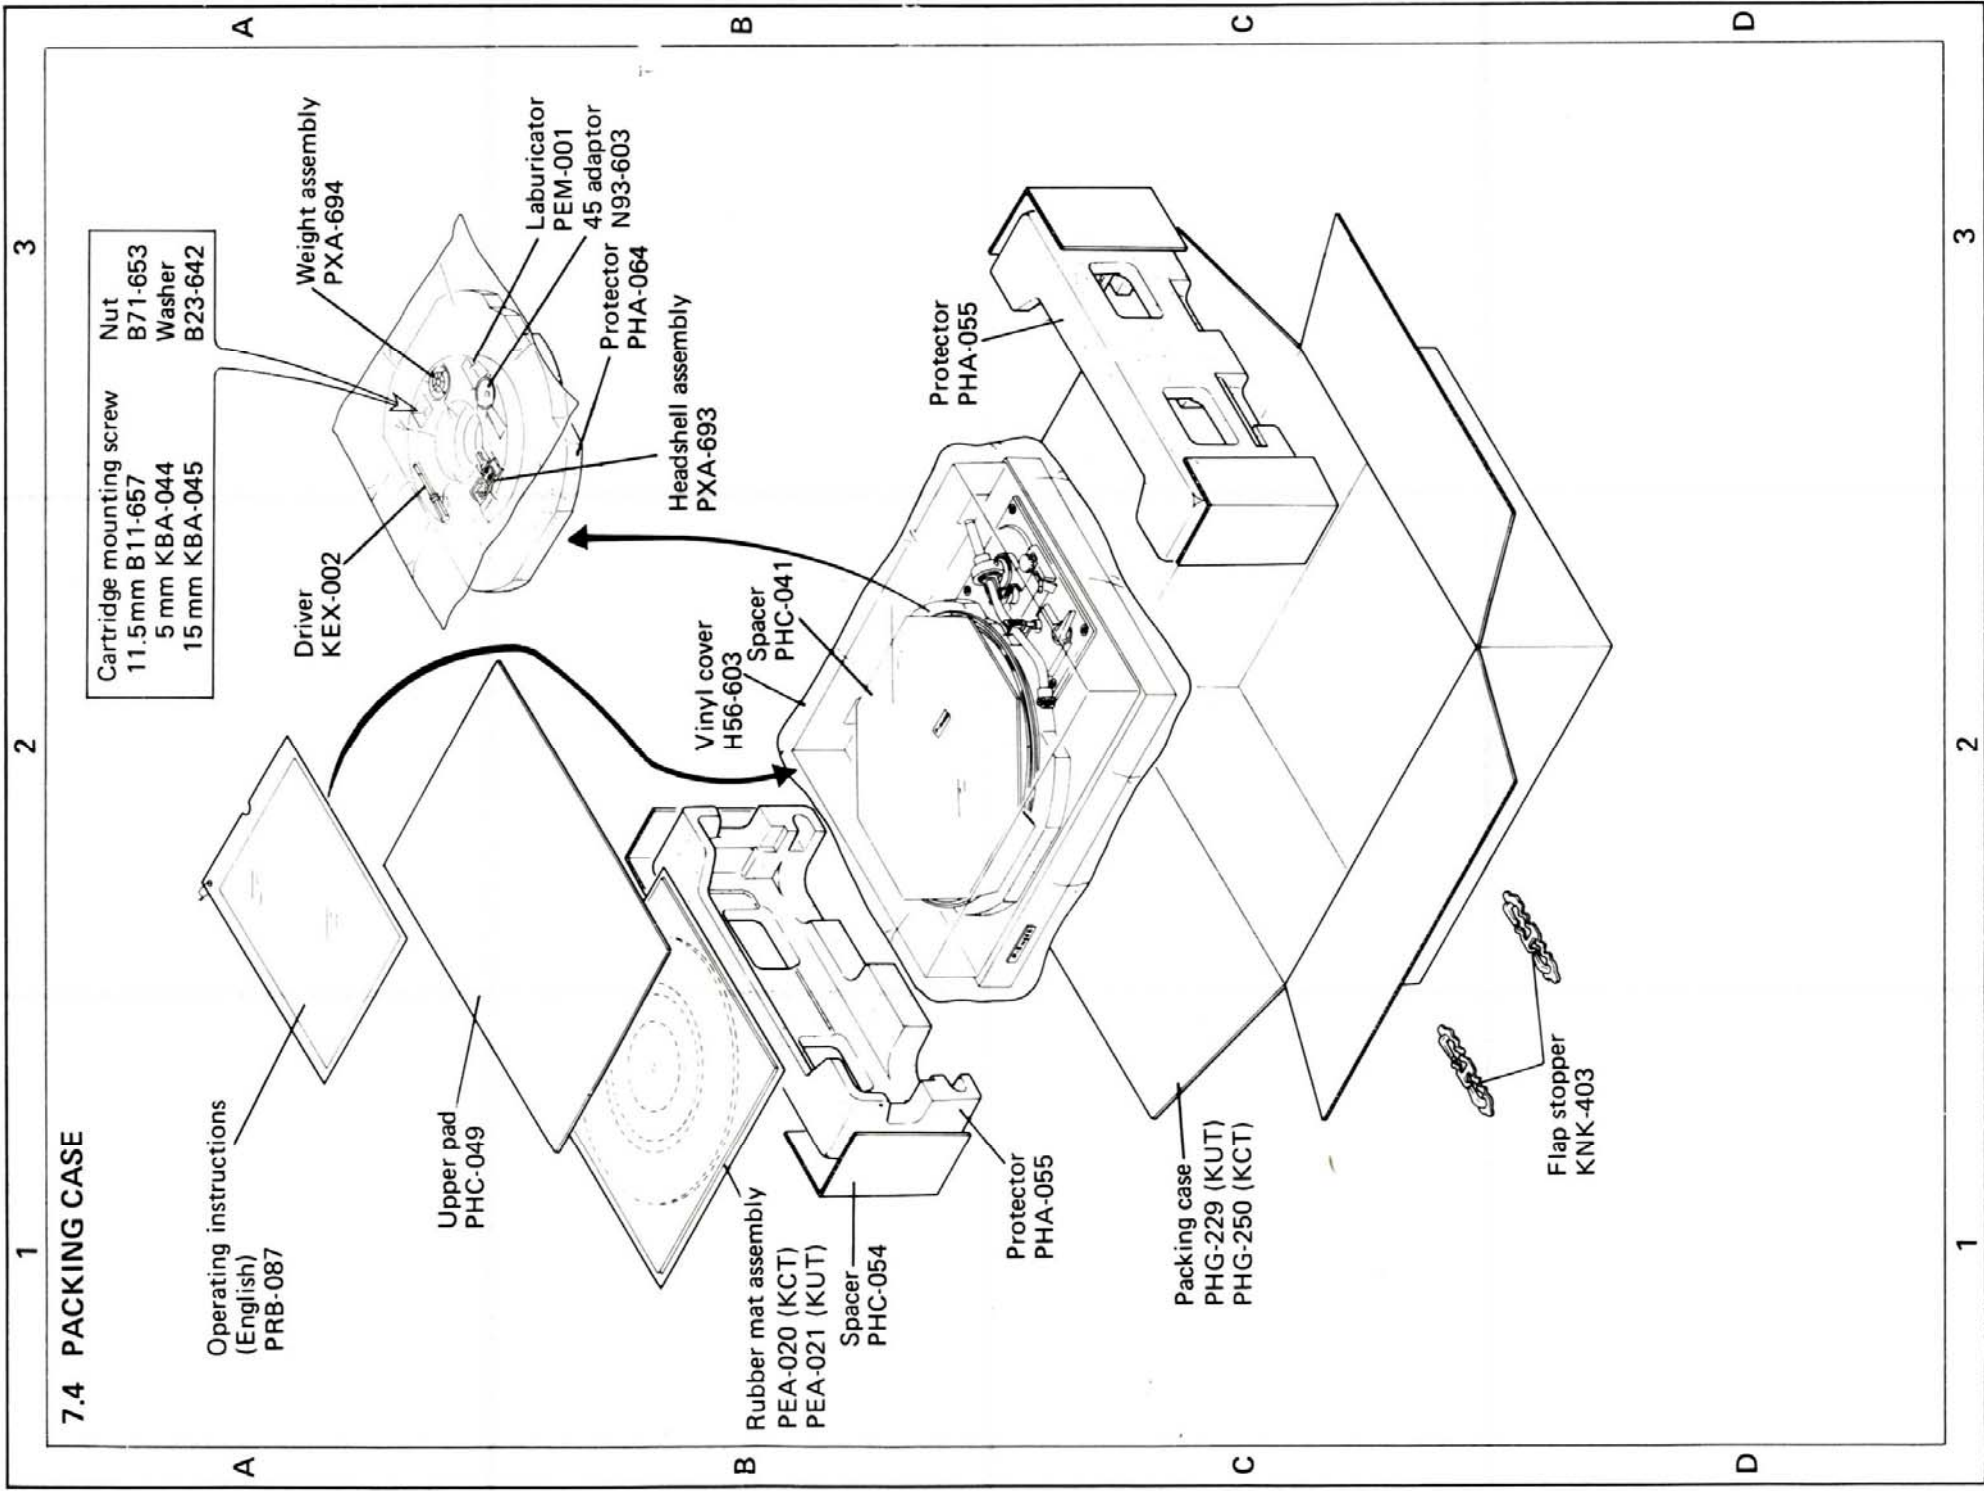 1
2
3
7.4 PACKING CASE
A
A
Operating instructions
(English)
PRB-087
Cartridge mounting screw
11.5mm B11-657
5 mm KBA-044
15 mm KBA-045
Nut
B71-653
Washer
B23-642
Driver
KEX-002
Weight assembly
PXA-694
Upper pad
PHC-049
Laburicator
PEM-001
45 adaptor
N93-603
Protector
PHA-064
Headshell assembly
PXA-693
B
B
Rubber mat assembly
PEA-020 (KCT)
PEA-021 (KUT)
Spacer
PHC-054
Vinyl cover
H56-603
Spacer
PHC-041
Protector
PHA-055
Protector
PHA-055
C
C
Packing case
PHG-229 (KUT)
PHG-250 (KCT)
Flap stopper
KNK-403
D
D
1
2
3